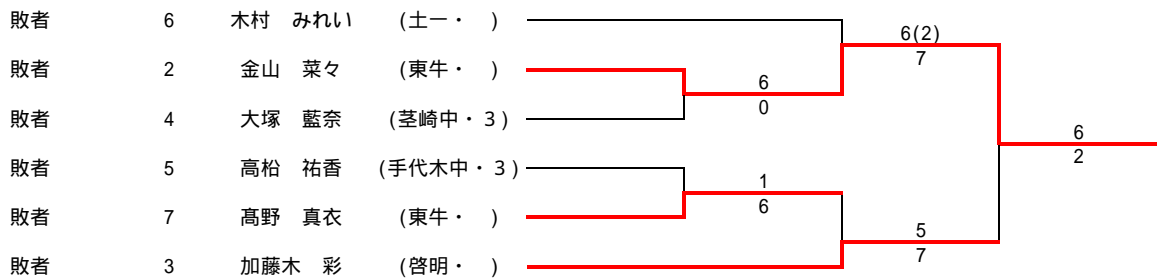 敗者 6 木村 みれい (土一・ )
6(2)
7
敗者 2 金山 菜々 (東牛・ )
6
0
敗者 4 大塚 藍奈 (茎崎中・３)
6
2
敗者 5 高松 祐香 (手代木中・３)
1
6
敗者 7 髙野 真衣 (東牛・ )
5
7
敗者 3 加藤木 彩 (啓明・ )